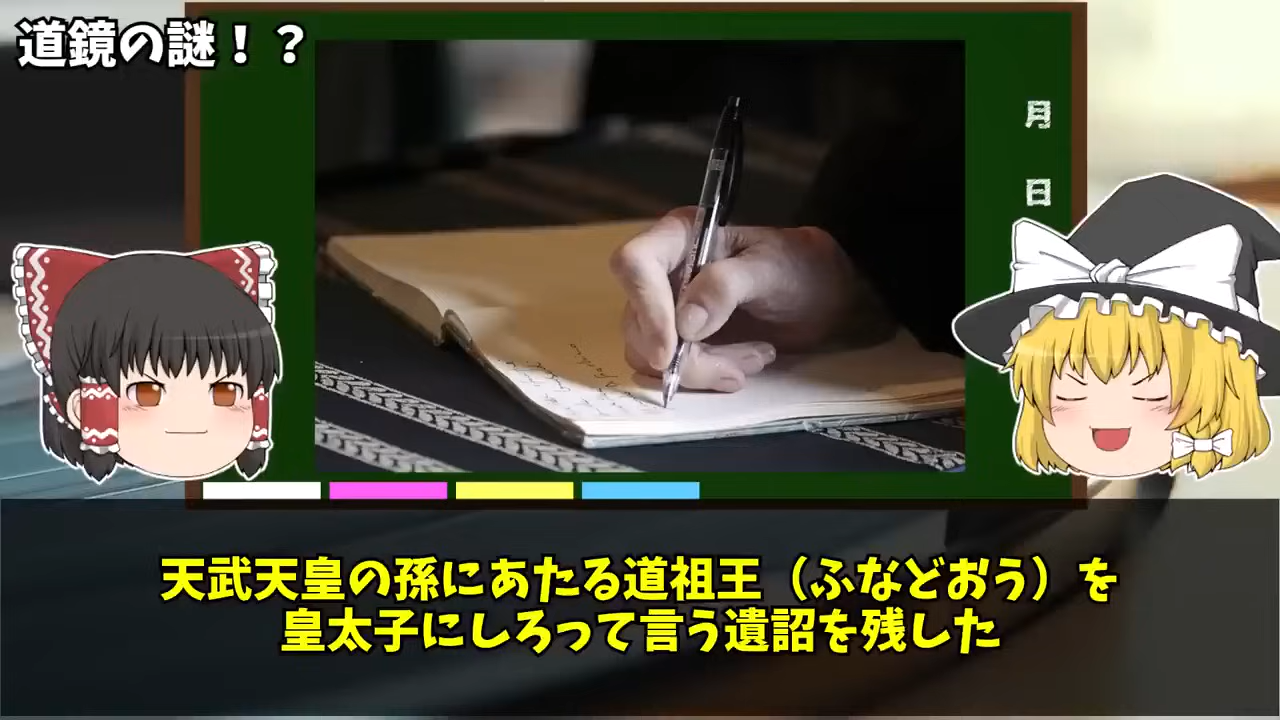 道鏡の謎！？
月
日
天武天皇の孫にあたる道祖王（ふなどおう）を
皇太子にしろって言う遺詔を残した